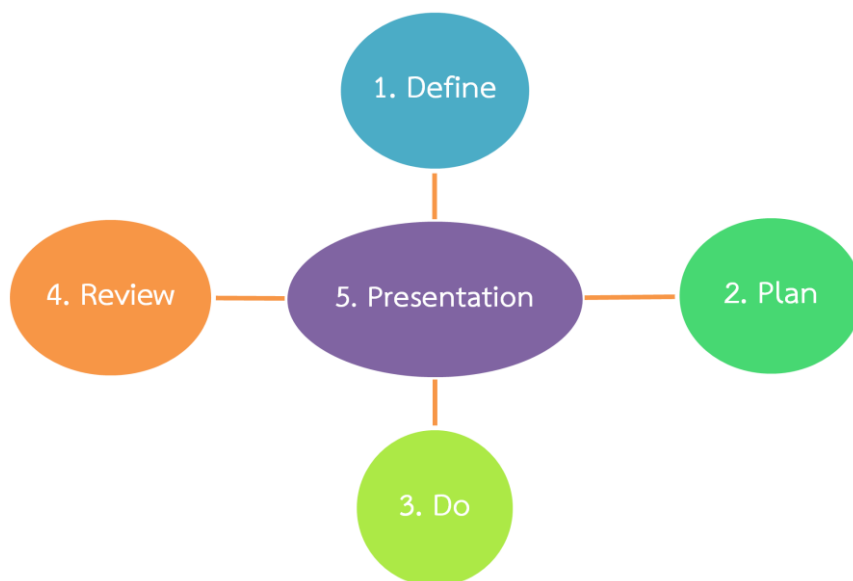 1. Define
2. Plan
3. Do
4. Review
5. Presentation